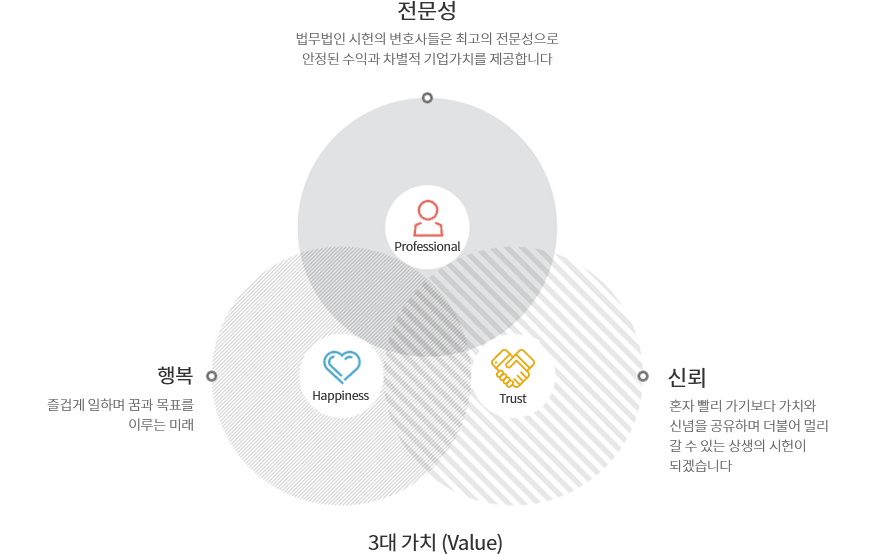 전문성
법무법인 시헌의 변호사들은 최고의 전문성으로
안정된 수익과 차별적 기업가치를 제공합니다
Professional
행복
즐겁게 일하며 꿈과 목표를
이루는 미래
Happiness
Trust
신뢰
혼자 빨리 가기보다 가치와
신념을 공유하며 더불어 멀리
갈 수 있는 상생의 시헌이
되겠습니다
3대 가치 (Value)